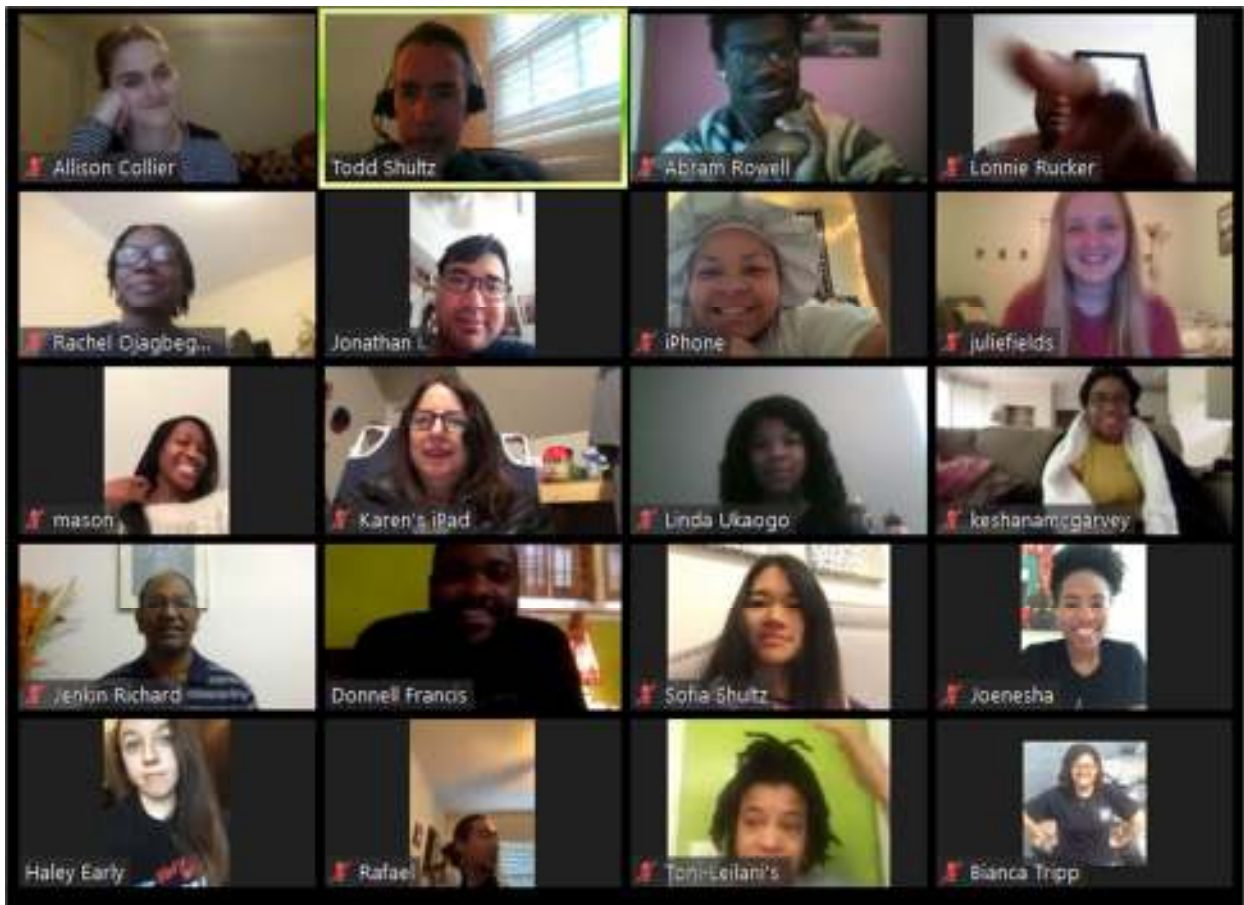 Allison Collier
Todd Shultz
Abram Rowell
Lonnie Rucker
Rachel Ojagbeg...
Jonathan L
iPhone
juliefields
mason
Karen's iPad
Linda Ukaogo
keshanamcgarvey
Jenkin Richard
Donnell Francis
Sofia Shultz
Joenesha
Haley Early
Rafael
Toni-Leilani's
Bianca Tripp